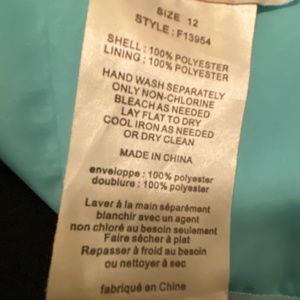 SIZE 12
STYLE : F13954
SHELL : 100% POLYESTER
LINING : 100% POLYESTER
HAND WASH SEPARATELY
ONLY NON-CHLORINE
BLEACH AS NEEDED
LAY FLAT TO DRY
COOL IRON AS NEEDED
OR DRY CLEAN
MADE IN CHINA
enveloppe : 100% polyester
doublure : 100% polyester
Laver à la main séparément
blanchir avec un agent
non chloré au besoin seulement
Faire sécher à plat
Repasser à froid au besoin
ou nettoyer à sec
fabriqué en Chine